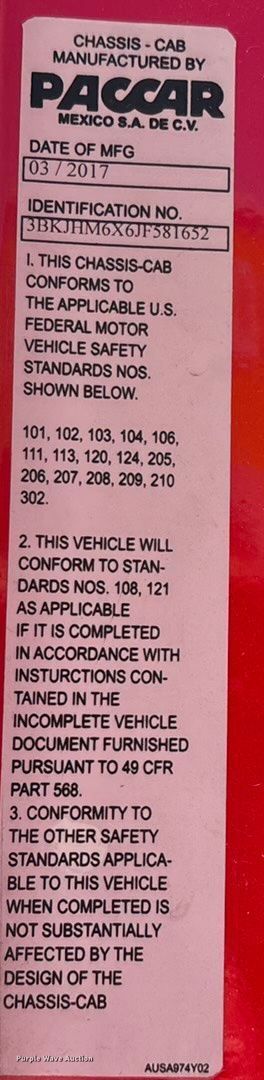 CHASSIS - CAB
MANUFACTURED BY
PACCAR
MEXICO S.A. DE C.V.
DATE OF MFG
03 / 2017
IDENTIFICATION NO.
3BKJHM6X6JF581652
I. THIS CHASSIS-CAB
CONFORMS TO
THE APPLICABLE U.S.
FEDERAL MOTOR
VEHICLE SAFETY
STANDARDS NOS.
SHOWN BELOW.
101, 102, 103, 104, 106,
111, 113, 120, 124, 205,
206, 207, 208, 209, 210
302.
2. THIS VEHICLE WILL
CONFORM TO STAN-
DARDS NOS. 108, 121
AS APPLICABLE
IF IT IS COMPLETED
IN ACCORDANCE WITH
INSTURCTIONS CON-
TAINED IN THE
INCOMPLETE VEHICLE
DOCUMENT FURNISHED
PURSUANT TO 49 CFR
PART 568.
3. CONFORMITY TO
THE OTHER SAFETY
STANDARDS APPLICA-
BLE TO THIS VEHICLE
WHEN COMPLETED IS
NOT SUBSTANTIALLY
AFFECTED BY THE
DESIGN OF THE
CHASSIS-CAB
Purple Wave Auction
AUSA974Y02